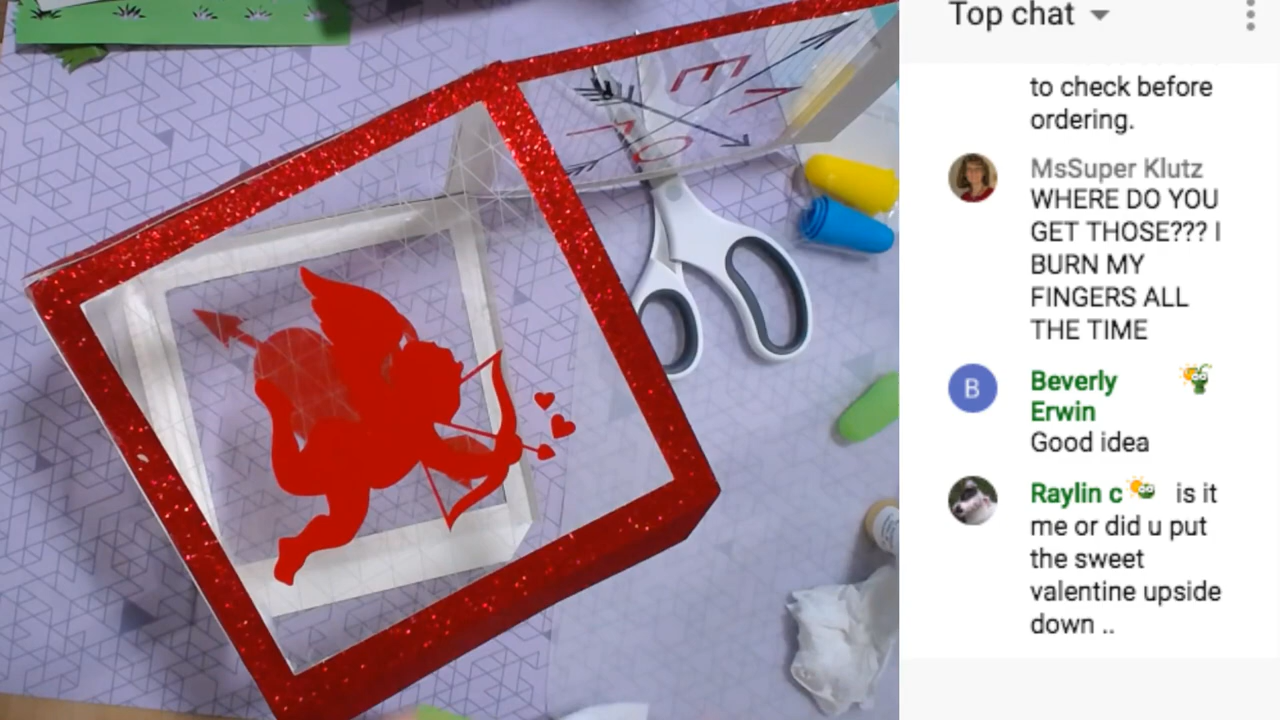 L O V E
Top chat
to check before
ordering.
MsSuper Klutz
WHERE DO YOU
GET THOSE??? I
BURN MY
FINGERS ALL
THE TIME
Beverly
Erwin
B
Good idea
Raylin c is it
me or did u put
the sweet
valentine upside
down ..